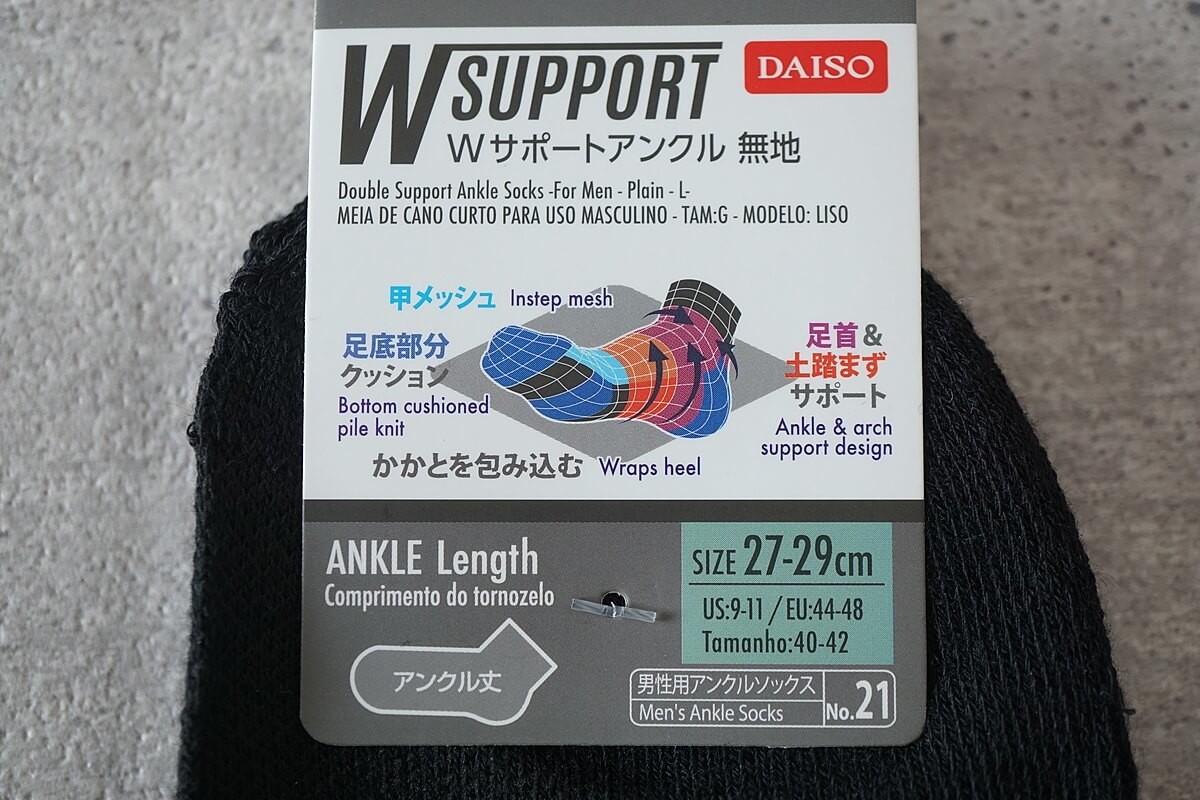 W SUPPORT
DAISO
Wサポートアンクル 無地
Double Support Ankle Socks -For Men - Plain - L-
MEIA DE CANO CURTO PARA USO MASCULINO - TAM:G - MODELO: LISO
甲メッシュ Instep mesh
足底部分
クッション
Bottom cushioned
pile knit
足首&
土踏まず
サポート
Ankle & arch
support design
かかとを包み込む Wraps heel
ANKLE Length
Comprimento do tornozelo
アンクル丈
SIZE 27-29cm
US:9-11 / EU:44-48
Tamanho:40-42
男性用アンクルソックス
Men's Ankle Socks
No.21